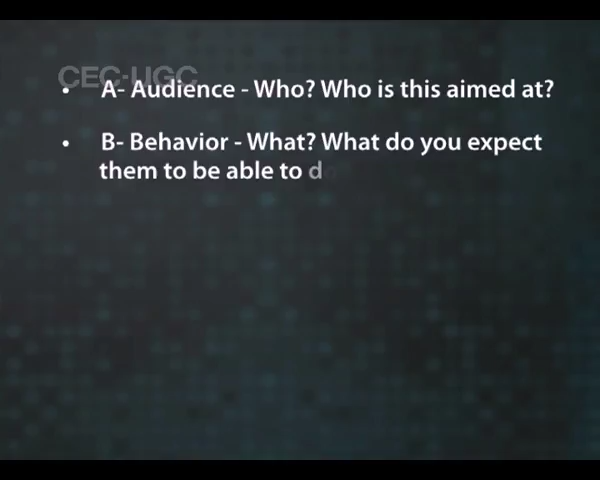 CEC-UGC
• A- Audience - Who? Who is this aimed at?
• B- Behavior - What? What do you expect
them to be able to d